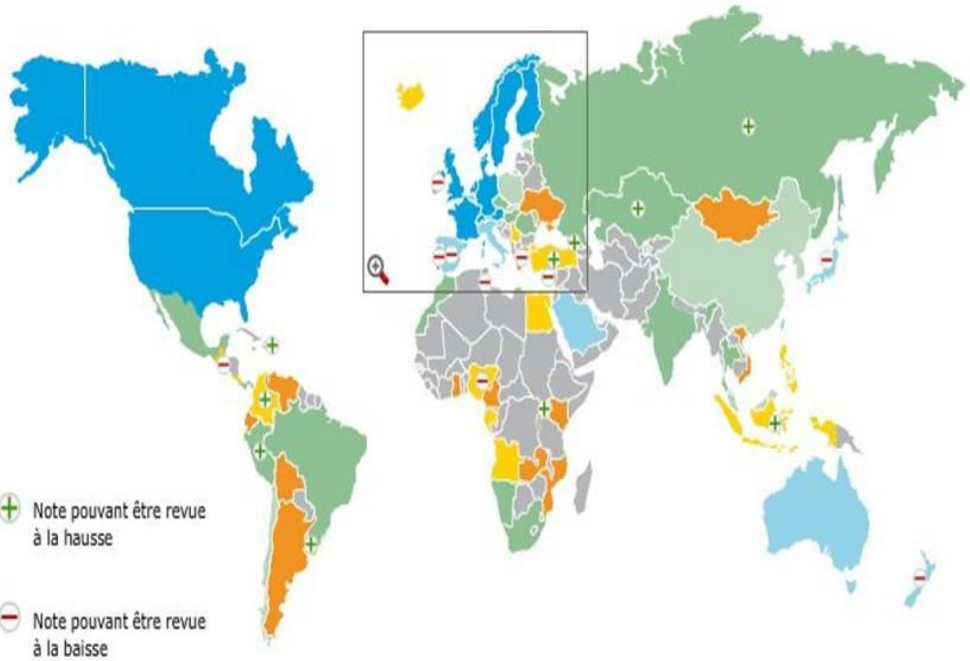 Note pouvant être revue
à la hausse
Note pouvant être revue
à la baisse